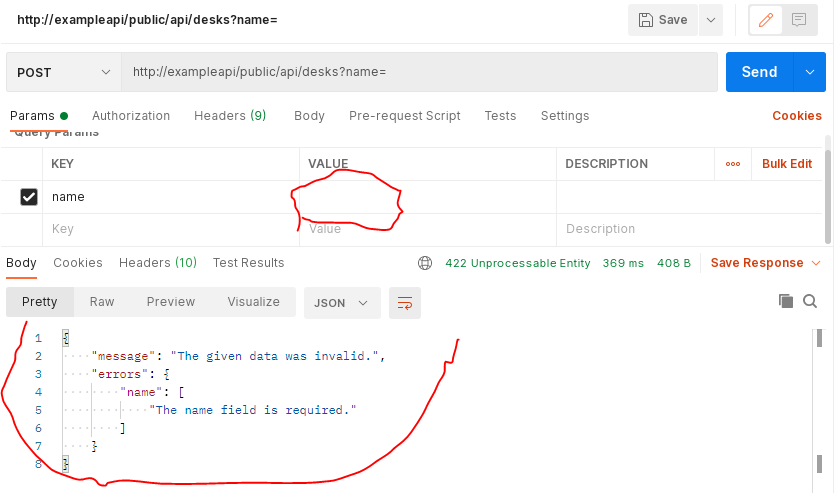 http://exampleapi/public/api/desks?name=
Save
POST http://exampleapi/public/api/desks?name= Send
Params Authorization Headers (9) Body Pre-request Script Tests Settings Cookies
Query Params
KEY VALUE DESCRIPTION Bulk Edit
name
Key Value Description
Body Cookies Headers (10) Test Results 422 Unprocessable Entity 369 ms 408 B Save Response
Pretty Raw Preview Visualize JSON
1 {
2 "message": "The given data was invalid.",
3 "errors": {
4 "name": [
5 "The name field is required."
6 ]
7 }
8 }